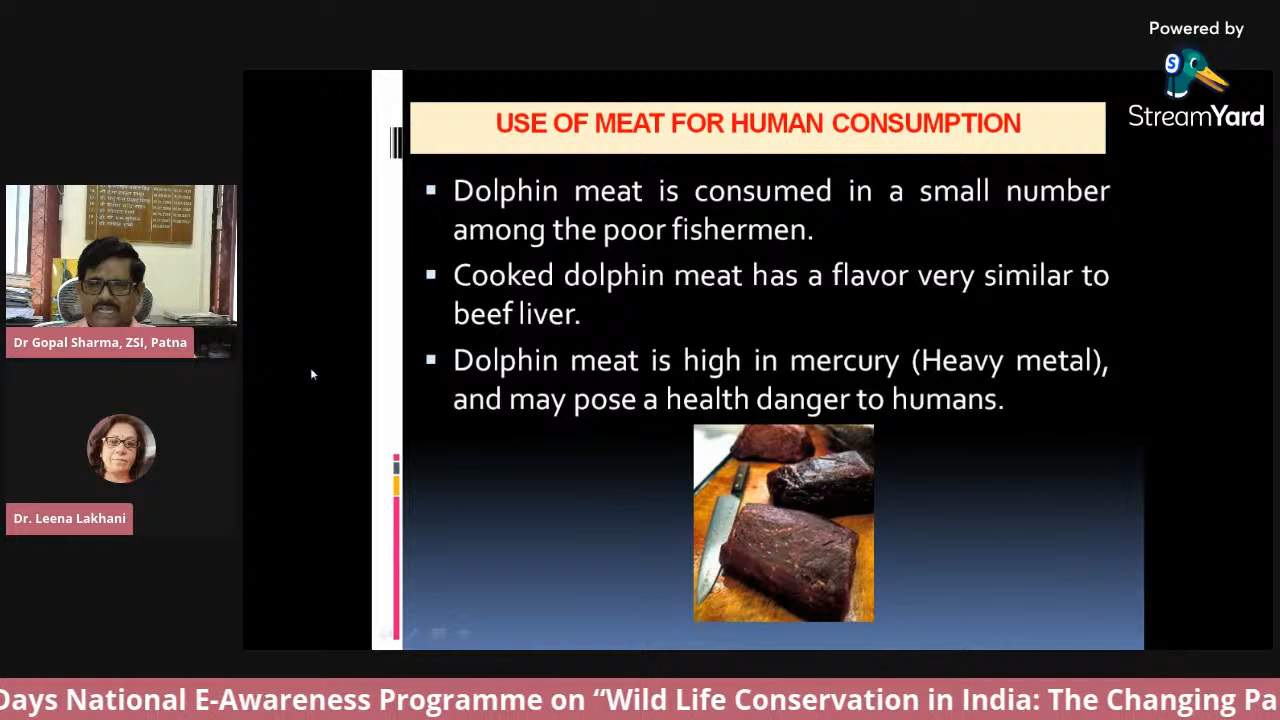 Powered by
S
StreamYard
USE OF MEAT FOR HUMAN CONSUMPTION
Dolphin meat is consumed in a small number
among the poor fishermen.
Cooked dolphin meat has a flavor very similar to
beef liver.
Dolphin meat is high in mercury (Heavy metal),
and may pose a health danger to humans.
Dr Gopal Sharma, ZSI, Patna
Dr. Leena Lakhani
Days National E-Awareness Programme on “Wild Life Conservation in India: The Changing Pa